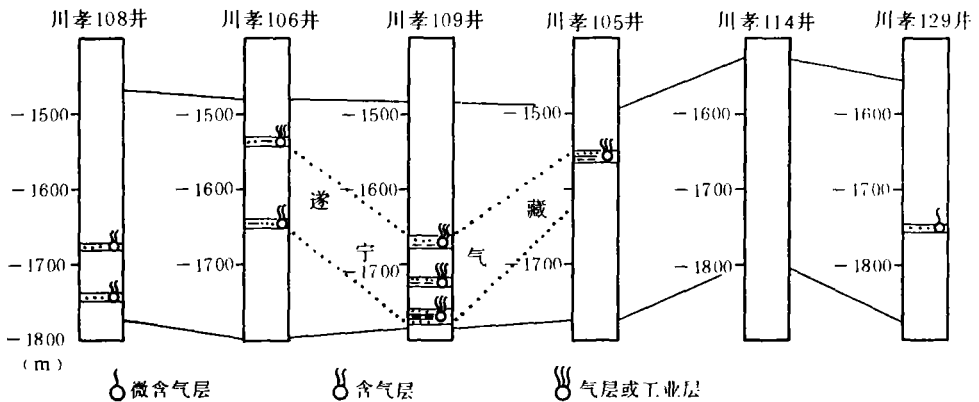 川孝108井 川孝106井 川孝109井 川孝105井 川孝114井 川孝129井
-1500 -1500 -1500 -1500 -1600 -1600
-1600 -1600 -1600 -1600 -1700 -1700
遂宁气藏
-1700 -1700 -1700 -1700 -1800 -1800
-1800
(m)
微含气层 含气层 气层或工业层